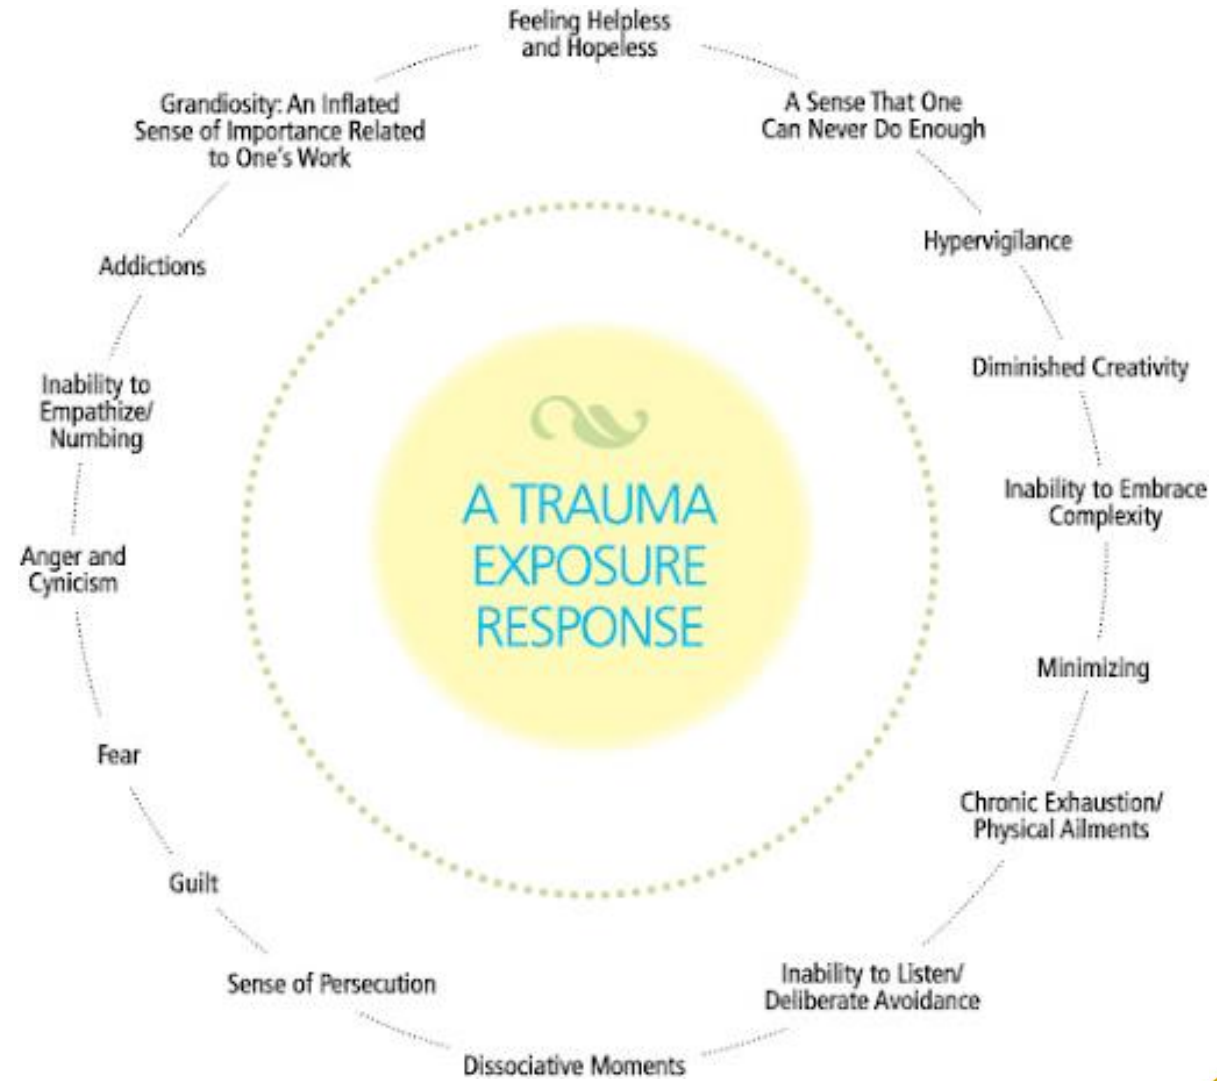 Feeling Helpless
and Hopeless
A Sense That One
Can Never Do Enough
Hypervigilance
Diminished Creativity
Inability to Embrace
Complexity
Minimizing
Chronic Exhaustion/
Physical Ailments
Inability to Listen/
Deliberate Avoidance
Dissociative Moments
Sense of Persecution
Guilt
Fear
Anger and
Cynicism
Inability to
Empathize/
Numbing
Addictions
Grandiosity: An Inflated
Sense of Importance Related
to One's Work
A TRAUMA
EXPOSURE
RESPONSE